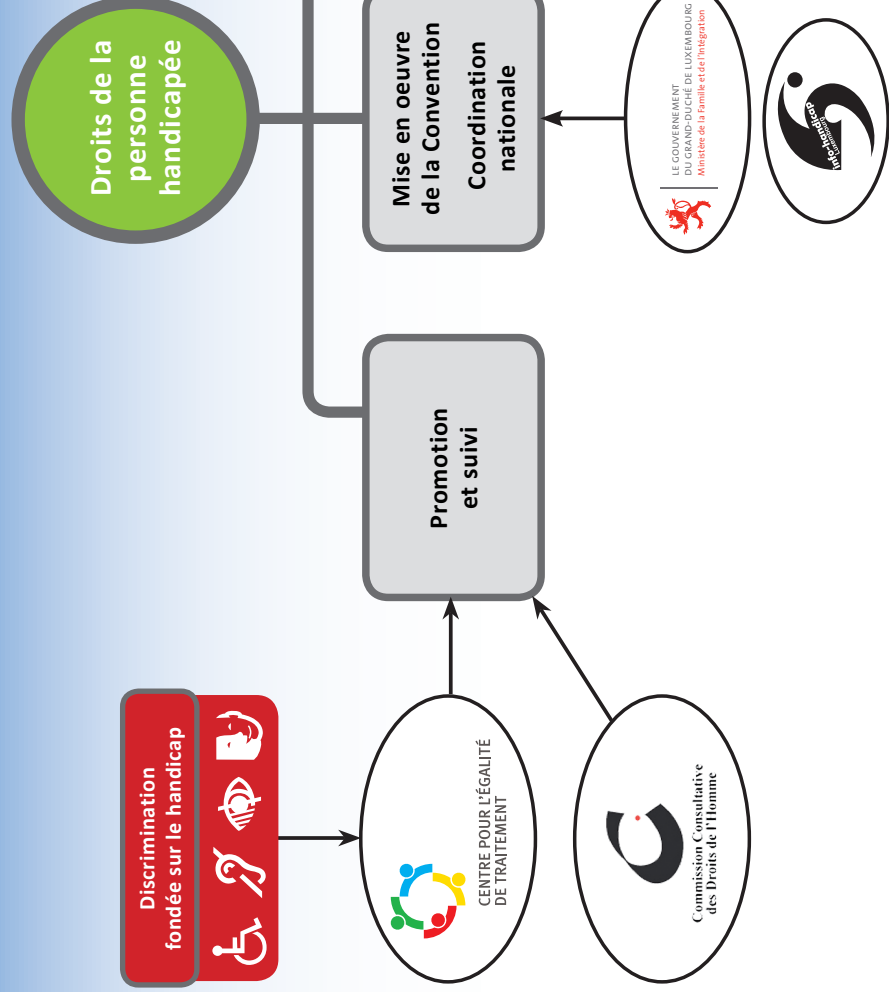 Droits de la
personne
handicapée
Mise en oeuvre
de la Convention
Coordination
nationale
LE GOUVERNEMENT
DU GRAND-DUCHÉ DE LUXEMBOURG
Ministère de la Famille et de l'Intégration
info-handicap
Luxembourg
Promotion
et suivi
Discrimination
fondée sur le handicap
CENTRE POUR L'ÉGALITÉ
DE TRAITEMENT
Commission Consultative
des Droits de l'Homme